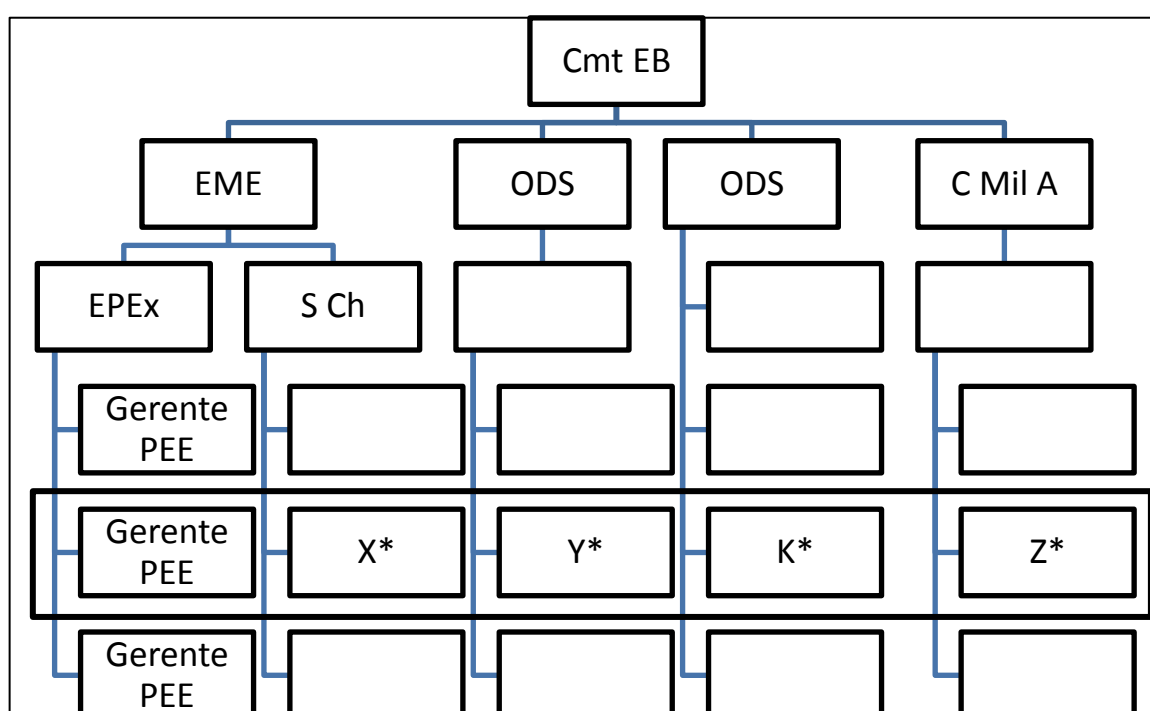 Cmt EB
EME
ODS
ODS
C Mil A
EPEx
S Ch
Gerente
PEE
Gerente
PEE
X*
Y*
K*
Z*
Gerente
PEE